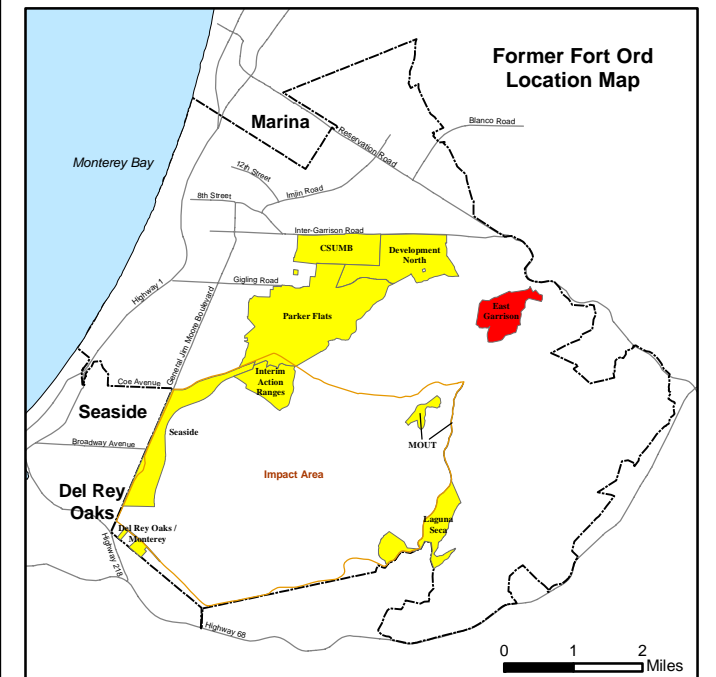 Former Fort Ord
Location Map
Marina
Blanco Road
Reservation Road
Monterey Bay
12th Street
Imjin Road
8th Street
Inter-Garrison Road
CSUMB
Development
North
Gigling Road
Highway 1
General Jim Moore Boulevard
East
Garrison
Parker Flats
Interim
Action
Ranges
Coe Avenue
Seaside
Seaside
Broadway Avenue
MOUT
Impact Area
Del Rey
Oaks
Del Rey Oaks /
Monterey
Laguna
Seca
Highway 218
Highway 68
0 1 2
Miles